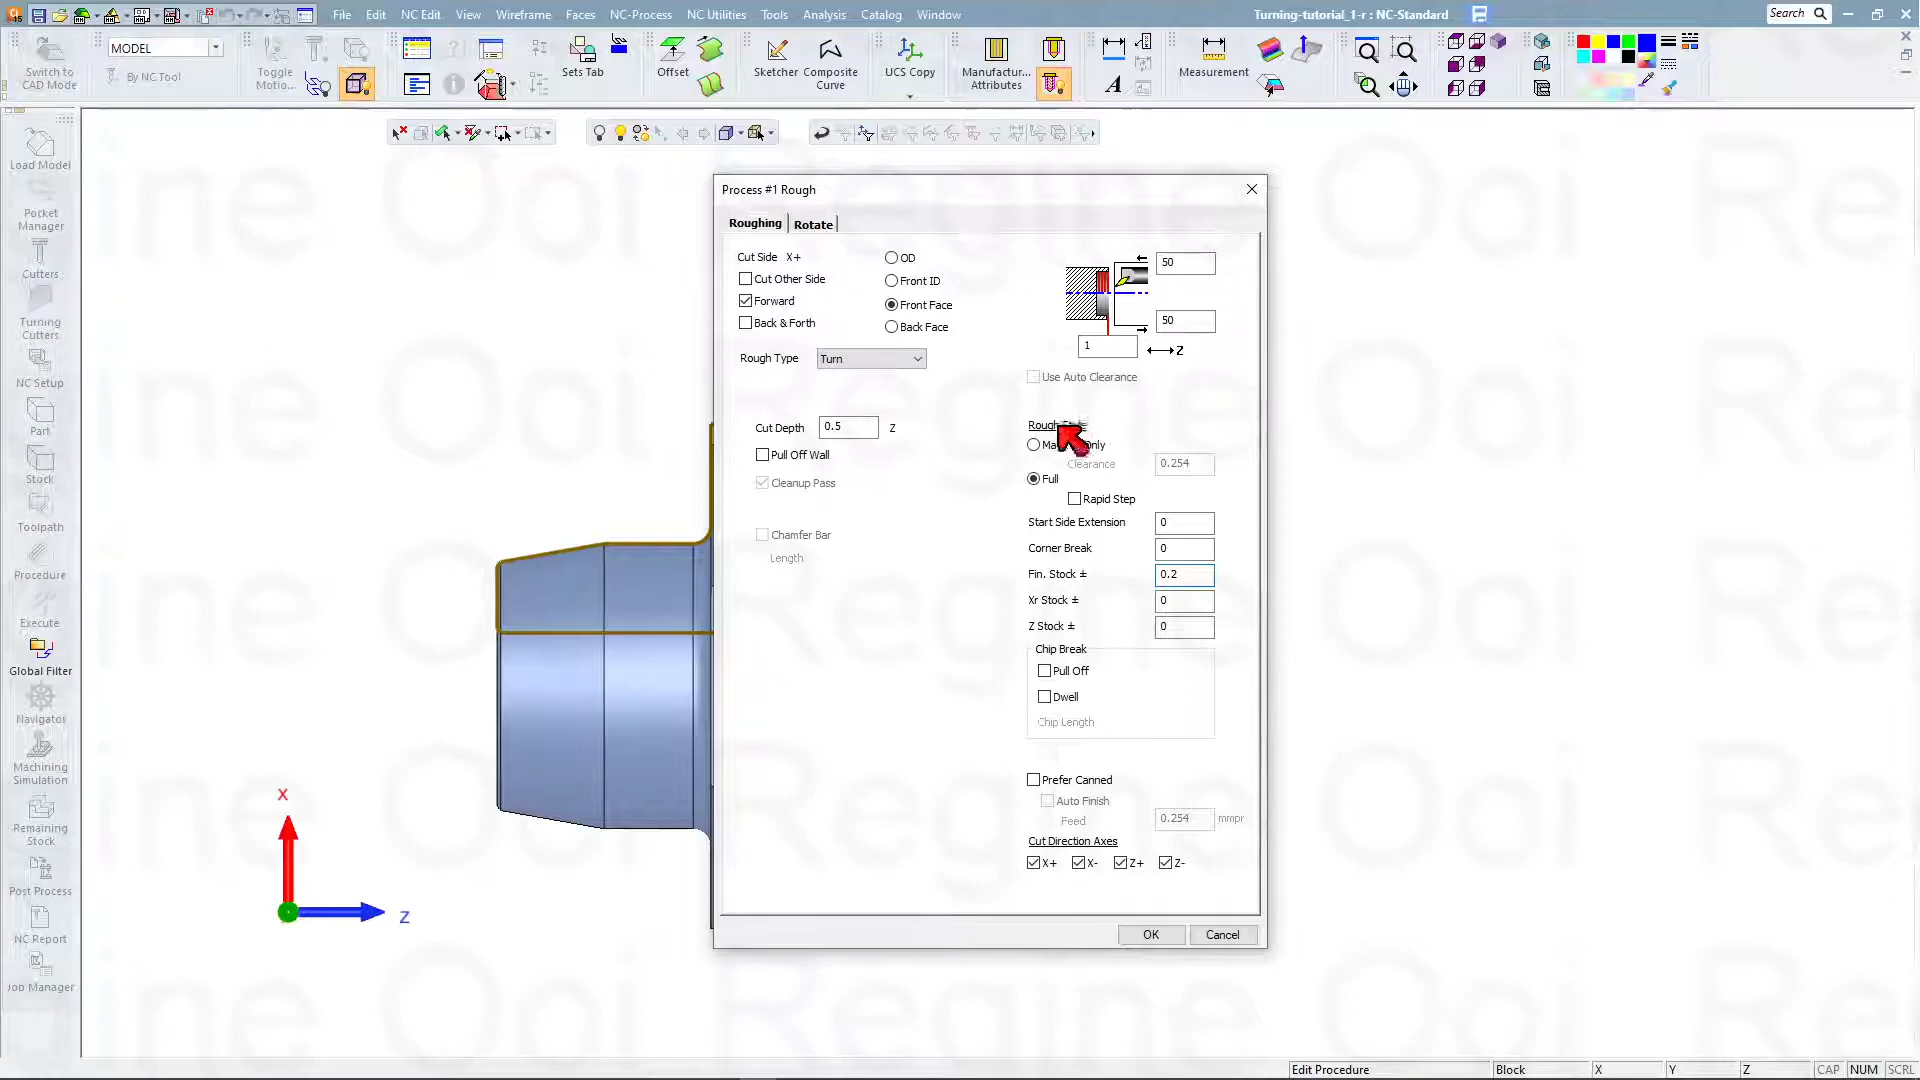 File Edit NC Edit View Wireframe Faces NC-Process NC Utilities Tools Analysis Catalog Window
Turning-tutorial_1-r : NC-Standard
Search
Switch to CAD Mode
MODEL
By NC Tool
Toggle Motion...
Sets Tab
Offset
Sketcher
Composite Curve
UCS Copy
Manufactur... Attributes
Measurement
Load Model
Pocket Manager
Cutters
Turning Cutters
NC Setup
Part
Stock
Toolpath
Procedure
Execute
Global Filter
Navigator
Machining Simulation
Remaining Stock
Post Process
NC Report
Job Manager
X
Z
Process #1 Rough
Roughing
Rotate
Cut Side X+
Cut Other Side
Forward
Back & Forth
OD
Front ID
Front Face
Back Face
Rough Type Turn
Cut Depth 0.5 Z
Pull Off Wall
Cleanup Pass
Chamfer Bar
Length
50
50
1
Z
Use Auto Clearance
Rough
Clearance 0.254
Full
Rapid Step
Start Side Extension 0
Corner Break 0
Fin. Stock ± 0.2
Xr Stock ± 0
Z Stock ± 0
Chip Break
Pull Off
Dwell
Chip Length
Prefer Canned
Auto Finish
Feed 0.254 mmpr
Cut Direction Axes
X+ X- Z+ Z-
OK Cancel
Edit Procedure Block X Y Z CAP NUM SCRL
Regine Ooi